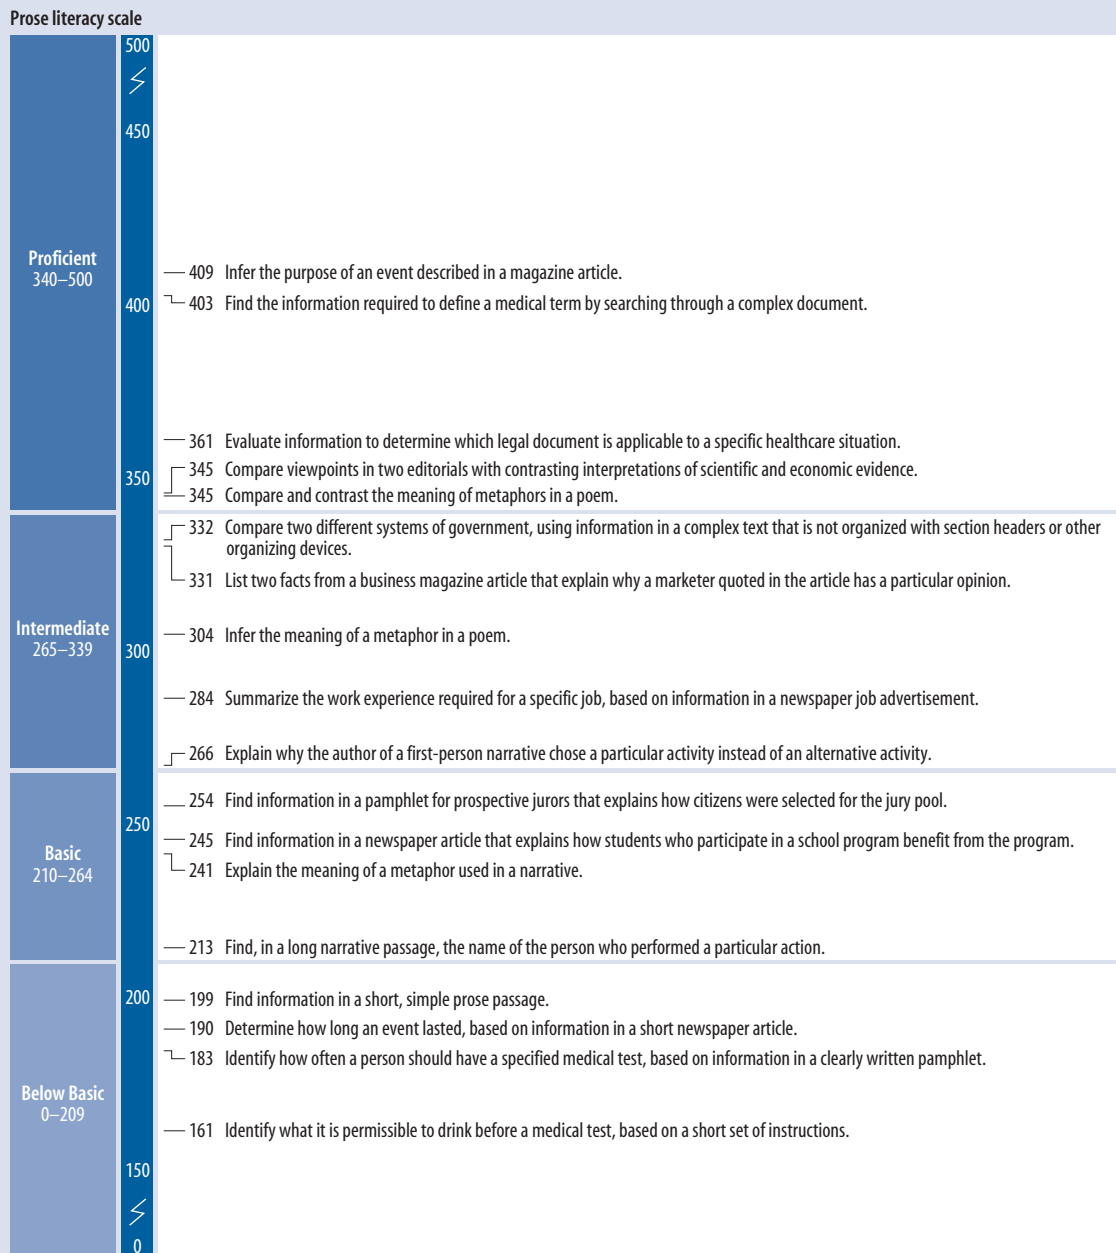 Prose literacy scale
500
450
Proficient
340–500
409 Infer the purpose of an event described in a magazine article.
400
403 Find the information required to define a medical term by searching through a complex document.
361 Evaluate information to determine which legal document is applicable to a specific healthcare situation.
345 Compare viewpoints in two editorials with contrasting interpretations of scientific and economic evidence.
350
345 Compare and contrast the meaning of metaphors in a poem.
332 Compare two different systems of government, using information in a complex text that is not organized with section headers or other
organizing devices.
331 List two facts from a business magazine article that explain why a marketer quoted in the article has a particular opinion.
Intermediate
265–339
304 Infer the meaning of a metaphor in a poem.
300
284 Summarize the work experience required for a specific job, based on information in a newspaper job advertisement.
266 Explain why the author of a first-person narrative chose a particular activity instead of an alternative activity.
254 Find information in a pamphlet for prospective jurors that explains how citizens were selected for the jury pool.
250
245 Find information in a newspaper article that explains how students who participate in a school program benefit from the program.
Basic
210–264
241 Explain the meaning of a metaphor used in a narrative.
213 Find, in a long narrative passage, the name of the person who performed a particular action.
200
199 Find information in a short, simple prose passage.
190 Determine how long an event lasted, based on information in a short newspaper article.
183 Identify how often a person should have a specified medical test, based on information in a clearly written pamphlet.
Below Basic
0–209
161 Identify what it is permissible to drink before a medical test, based on a short set of instructions.
150
0